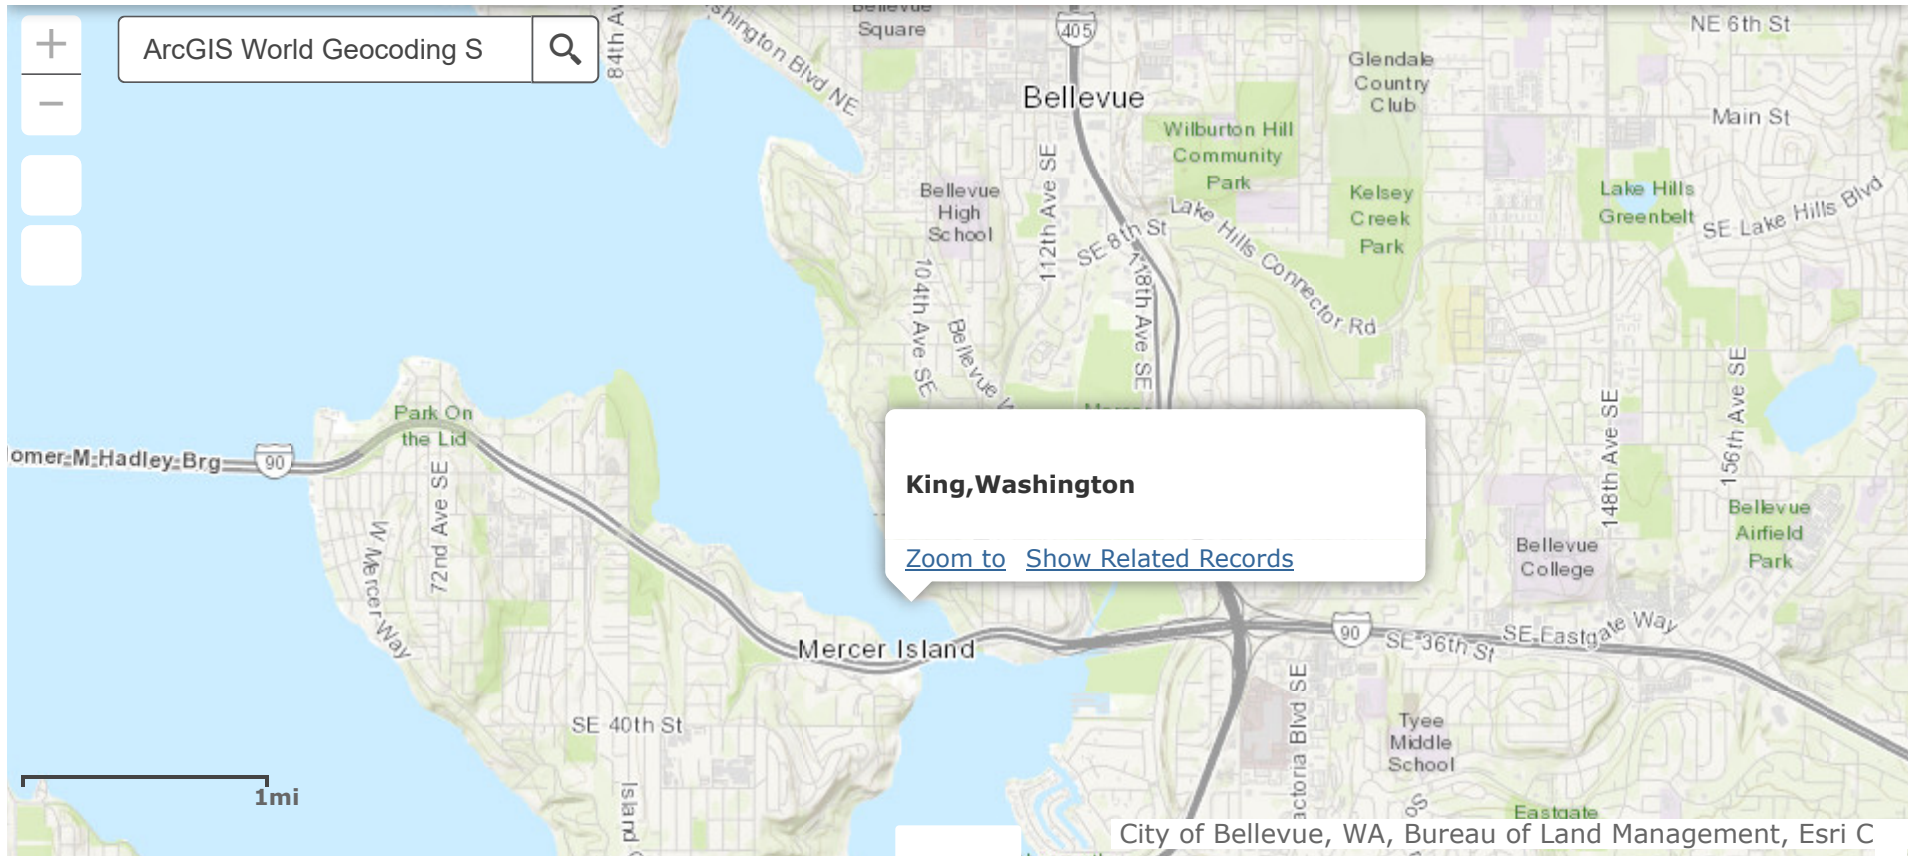 ArcGIS World Geocoding S
Square
405
NE 6th St
Glendale
Country
Club
Bellevue
Main St
Wilburton Hill
Community
Park
Bellevue
High
School
112th Ave SE
Kelsey
Creek
Park
Lake Hills
Greenbelt
SE Lake Hills Blvd
SE 8th St
Lake Hills Connector Rd
118th Ave SE
104th Ave SE
Bellevue
Park On
the Lid
omer-M-Hadley-Brg
90
72nd Ave SE
W Mercer Way
148th Ave SE
156th Ave SE
King,Washington
Zoom to Show Related Records
Bellevue
College
Bellevue
Airfield
Park
Mercer Island
90
SE 36th St
SE Eastgate Way
SE 40th St
Tyee
Middle
School
actoria Blvd SE
Island
1mi
Eastgate
City of Bellevue, WA, Bureau of Land Management, Esri C